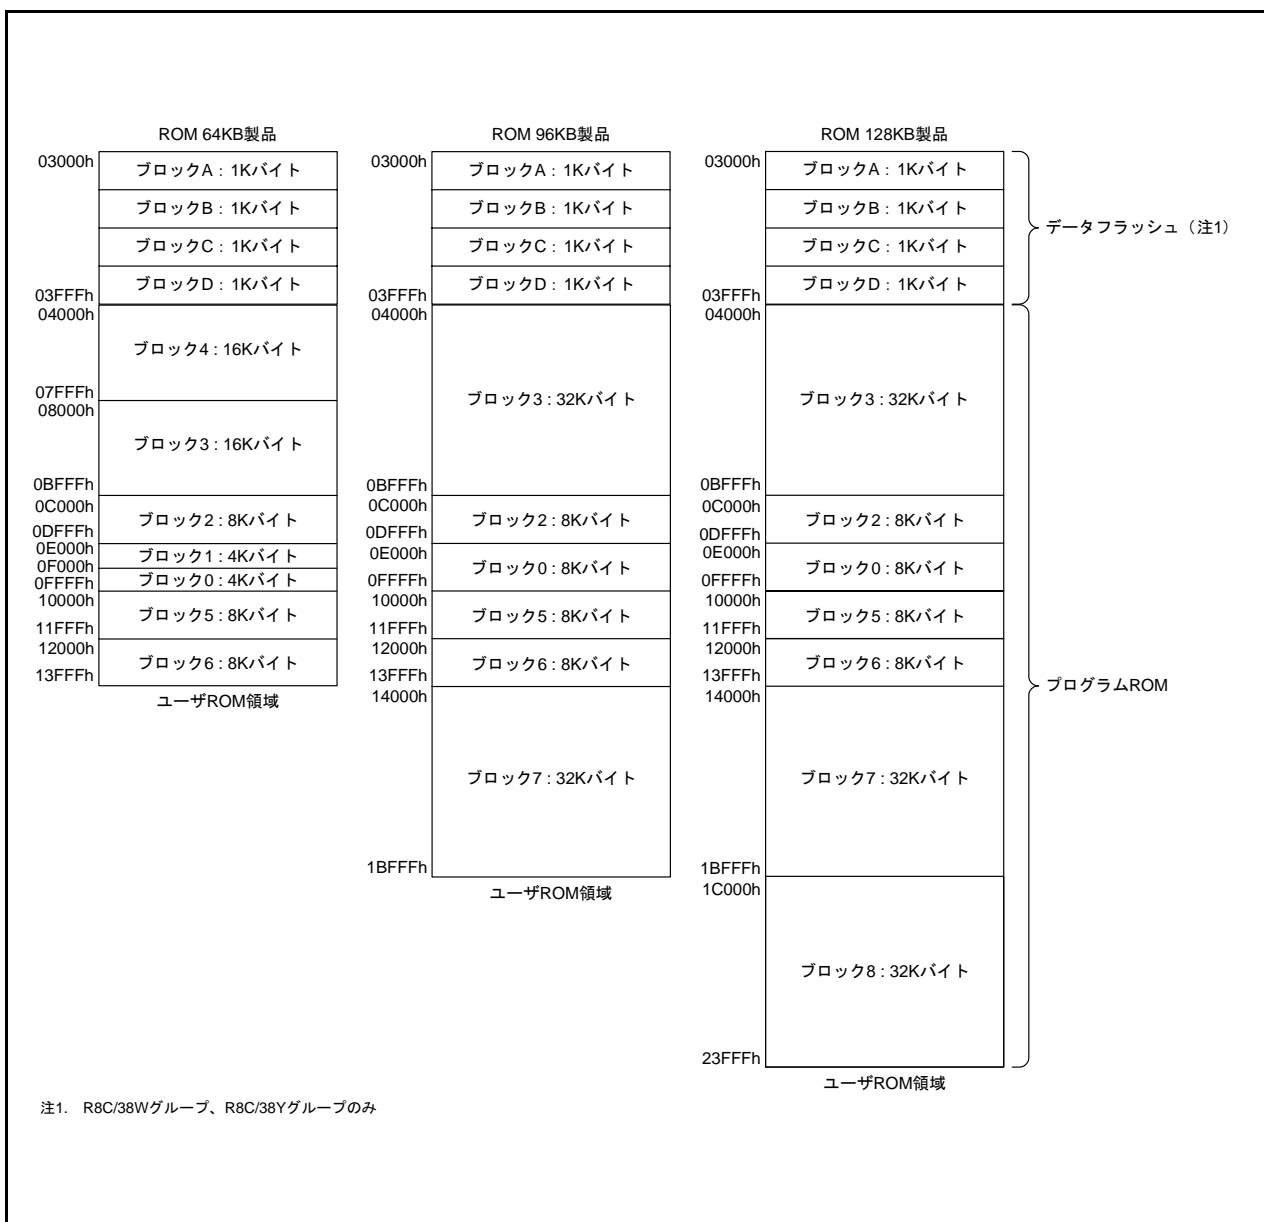 ROM 64KB製品
03000h
ブロックA : 1Kバイト
ブロックB : 1Kバイト
ブロックC : 1Kバイト
ブロックD : 1Kバイト
03FFFh
04000h
ブロック4 : 16Kバイト
07FFFh
08000h
ブロック3 : 16Kバイト
0BFFFh
0C000h
ブロック2 : 8Kバイト
0DFFFh
0E000h
ブロック1 : 4Kバイト
0F000h
ブロック0 : 4Kバイト
0FFFFh
10000h
ブロック5 : 8Kバイト
11FFFh
12000h
ブロック6 : 8Kバイト
13FFFh
ユーザROM領域
ROM 96KB製品
03000h
ブロックA : 1Kバイト
ブロックB : 1Kバイト
ブロックC : 1Kバイト
ブロックD : 1Kバイト
03FFFh
04000h
ブロック3 : 32Kバイト
0BFFFh
0C000h
ブロック2 : 8Kバイト
0DFFFh
0E000h
ブロック0 : 8Kバイト
0FFFFh
10000h
ブロック5 : 8Kバイト
11FFFh
12000h
ブロック6 : 8Kバイト
13FFFh
14000h
ブロック7 : 32Kバイト
1BFFFh
ユーザROM領域
ROM 128KB製品
03000h
ブロックA : 1Kバイト
ブロックB : 1Kバイト
ブロックC : 1Kバイト
ブロックD : 1Kバイト
03FFFh
04000h
ブロック3 : 32Kバイト
0BFFFh
0C000h
ブロック2 : 8Kバイト
0DFFFh
0E000h
ブロック0 : 8Kバイト
0FFFFh
10000h
ブロック5 : 8Kバイト
11FFFh
12000h
ブロック6 : 8Kバイト
13FFFh
14000h
ブロック7 : 32Kバイト
1BFFFh
1C000h
ブロック8 : 32Kバイト
23FFFh
ユーザROM領域
データフラッシュ（注1）
プログラムROM
注1. R8C/38Wグループ、R8C/38Yグループのみ